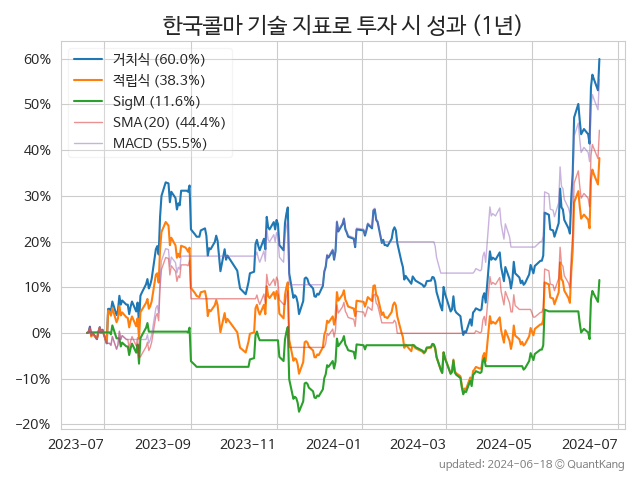 한국콜마 기술 지표로 투자 시 성과 (1년)
거치식 (60.0%)
적립식 (38.3%)
SigM (11.6%)
SMA(20) (44.4%)
MACD (55.5%)
60%
50%
40%
30%
20%
10%
0%
−10%
−20%
2023-07 2023-09 2023-11 2024-01 2024-03 2024-05 2024-07
updated: 2024-06-18 © QuantKang